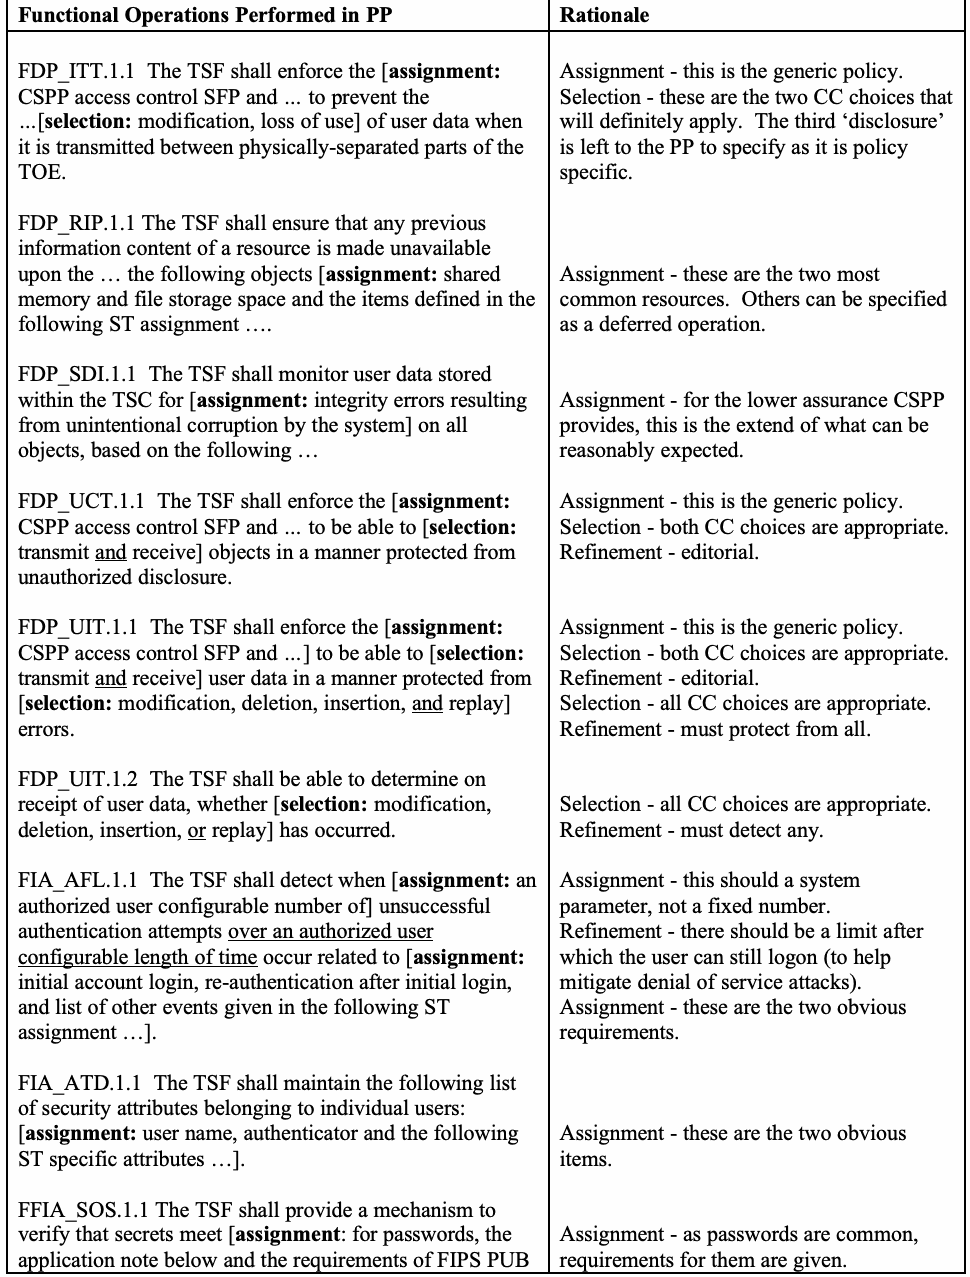 Functional Operations Performed in PP
Rationale
FDP_ITT.1.1 The TSF shall enforce the [assignment:
CSPP access control SFP and ... to prevent the
...[selection: modification, loss of use] of user data when
it is transmitted between physically-separated parts of the
TOE.
Assignment - this is the generic policy.
Selection - these are the two CC choices that
will definitely apply. The third ‘disclosure’
is left to the PP to specify as it is policy
specific.
FDP_RIP.1.1 The TSF shall ensure that any previous
information content of a resource is made unavailable
upon the … the following objects [assignment: shared
memory and file storage space and the items defined in the
following ST assignment ….
Assignment - these are the two most
common resources. Others can be specified
as a deferred operation.
FDP_SDI.1.1 The TSF shall monitor user data stored
within the TSC for [assignment: integrity errors resulting
from unintentional corruption by the system] on all
objects, based on the following …
Assignment - for the lower assurance CSPP
provides, this is the extend of what can be
reasonably expected.
FDP_UCT.1.1 The TSF shall enforce the [assignment:
CSPP access control SFP and ... to be able to [selection:
transmit and receive] objects in a manner protected from
unauthorized disclosure.
Assignment - this is the generic policy.
Selection - both CC choices are appropriate.
Refinement - editorial.
FDP_UIT.1.1 The TSF shall enforce the [assignment:
CSPP access control SFP and ...] to be able to [selection:
transmit and receive] user data in a manner protected from
[selection: modification, deletion, insertion, and replay]
errors.
Assignment - this is the generic policy.
Selection - both CC choices are appropriate.
Refinement - editorial.
Selection - all CC choices are appropriate.
Refinement - must protect from all.
FDP_UIT.1.2 The TSF shall be able to determine on
receipt of user data, whether [selection: modification,
deletion, insertion, or replay] has occurred.
Selection - all CC choices are appropriate.
Refinement - must detect any.
FIA_AFL.1.1 The TSF shall detect when [assignment: an
authorized user configurable number of] unsuccessful
authentication attempts over an authorized user
configurable length of time occur related to [assignment:
initial account login, re-authentication after initial login,
and list of other events given in the following ST
assignment …].
Assignment - this should a system
parameter, not a fixed number.
Refinement - there should be a limit after
which the user can still logon (to help
mitigate denial of service attacks).
Assignment - these are the two obvious
requirements.
FIA_ATD.1.1 The TSF shall maintain the following list
of security attributes belonging to individual users:
[assignment: user name, authenticator and the following
ST specific attributes …].
Assignment - these are the two obvious
items.
FFIA_SOS.1.1 The TSF shall provide a mechanism to
verify that secrets meet [assignment: for passwords, the
application note below and the requirements of FIPS PUB
Assignment - as passwords are common,
requirements for them are given.